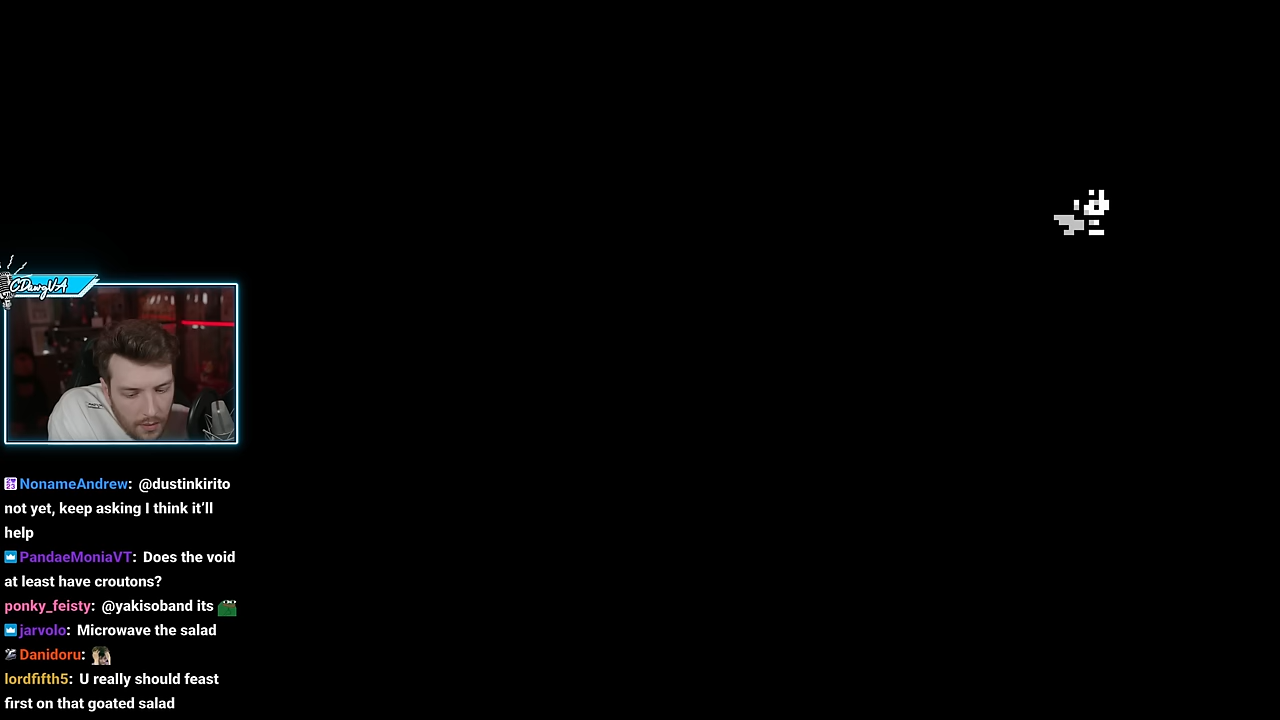 CDawgVA
NonameAndrew: @dustinkirito
not yet, keep asking I think it’ll
help
PandaeMoniaVT: Does the void
at least have croutons?
ponky_feisty: @yakisoband its
jarvolo: Microwave the salad
Danidoru:
lordfifth5: U really should feast
first on that goated salad